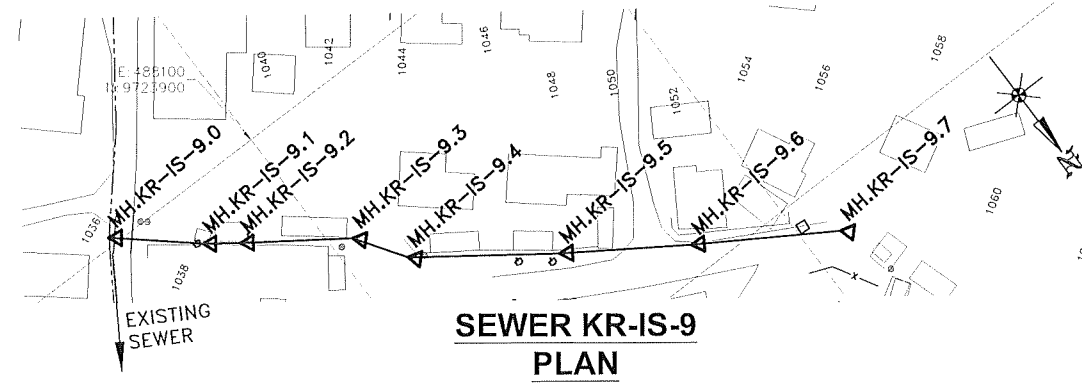 1040
1042
1044
1046
1048
1050
1052
1054
1056
1058
1060
E:488100
N:9723900
MH.KR-IS-9.0
MH.KR-IS-9.1
MH.KR-IS-9.2
MH.KR-IS-9.3
MH.KR-IS-9.4
MH.KR-IS-9.5
MH.KR-IS-9.6
MH.KR-IS-9.7
N
1036
1038
x
EXISTING
SEWER
SEWER KR-IS-9
PLAN